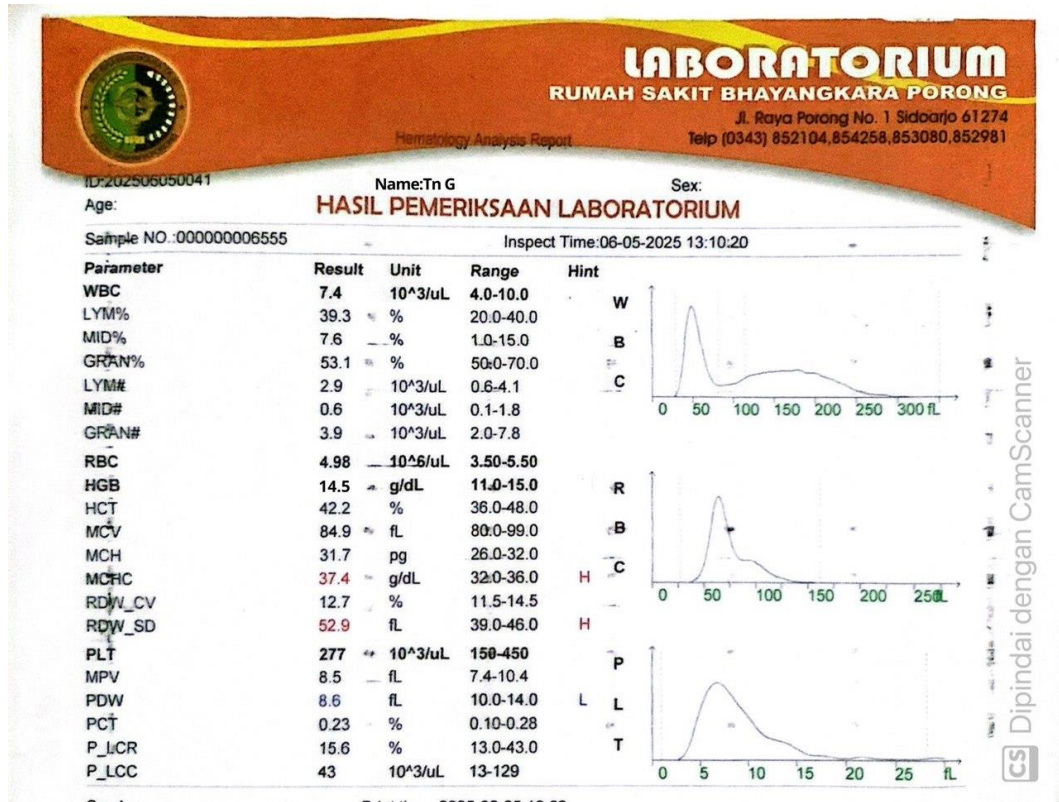 LABORATORIUM
RUMAH SAKIT BHAYANGKARA PORONG
Jl. Raya Porong No. 1 Sidoarjo 61274
Telp (0343) 852104,854258,853080,852981
Hematology Analysis Report
ID:202506050041 Name:Tn G Sex:
Age:
HASIL PEMERIKSAAN LABORATORIUM
Sample NO.:000000006555 Inspect Time:06-05-2025 13:10:20
Parameter Result Unit Range Hint
WBC 7.4 10^3/uL 4.0-10.0
LYM% 39.3 % 20.0-40.0
MID% 7.6 % 1.0-15.0
GRAN% 53.1 % 50.0-70.0
LYM# 2.9 10^3/uL 0.6-4.1
MID# 0.6 10^3/uL 0.1-1.8
GRAN# 3.9 10^3/uL 2.0-7.8
RBC 4.98 10^6/uL 3.50-5.50
HGB 14.5 g/dL 11.0-15.0
HCT 42.2 % 36.0-48.0
MCV 84.9 fL 80.0-99.0
MCH 31.7 pg 26.0-32.0
MCHC 37.4 g/dL 32.0-36.0 H
RDW_CV 12.7 % 11.5-14.5
RDW_SD 52.9 fL 39.0-46.0 H
PLT 277 10^3/uL 150-450
MPV 8.5 fL 7.4-10.4
PDW 8.6 fL 10.0-14.0 L
PCT 0.23 % 0.10-0.28
P_LCR 15.6 % 13.0-43.0
P_LCC 43 10^3/uL 13-129
W
B
C
0 50 100 150 200 250 300 fL
R
B
C
0 50 100 150 200 250 fL
P
L
T
0 5 10 15 20 25 fL
CS Dipindai dengan CamScanner